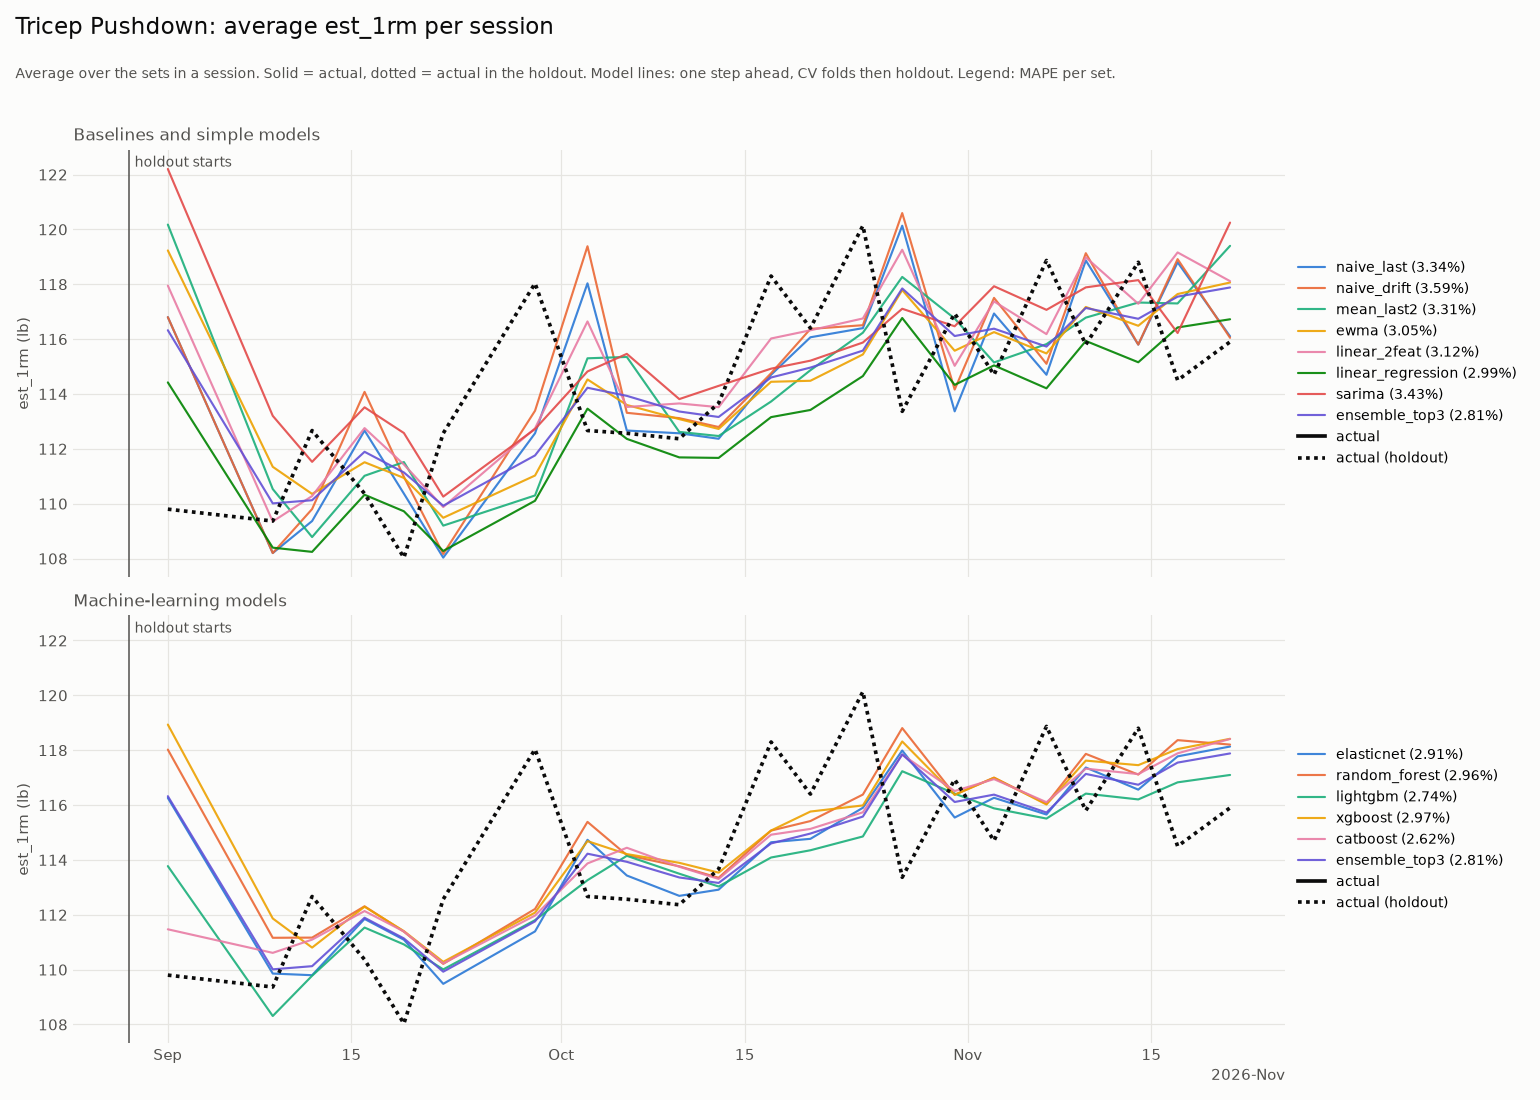 Tricep Pushdown: average est_1rm per session
Average over the sets in a session. Solid = actual, dotted = actual in the holdout. Model lines: one step ahead, CV folds then holdout. Legend: MAPE per set.
Baselines and simple models
holdout starts
122
120
118
116
114
112
110
108
est_1rm (lb)
naive_last (3.34%)
naive_drift (3.59%)
mean_last2 (3.31%)
ewma (3.05%)
linear_2feat (3.12%)
linear_regression (2.99%)
sarima (3.43%)
ensemble_top3 (2.81%)
actual
actual (holdout)
Machine-learning models
holdout starts
122
120
118
116
114
112
110
108
est_1rm (lb)
elasticnet (2.91%)
random_forest (2.96%)
lightgbm (2.74%)
xgboost (2.97%)
catboost (2.62%)
ensemble_top3 (2.81%)
actual
actual (holdout)
Sep 15 Oct 15 Nov 15
2026-Nov